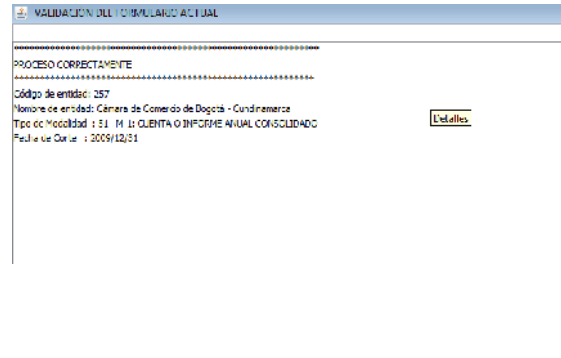 VALIDACION DEL FORMULARIO ACTUAL
************************************************************
PROCESO CORRECTAMENTE
************************************************************
Código de entidad: 257
Nombre de entidad: Cámara de Comercio de Bogotá - Cundinamarca
Tipo de Modalidad : 51 M-1: CUENTA O INFORME ANUAL CONSOLIDADO
Fecha de Corte : 2009/12/31
Detalles